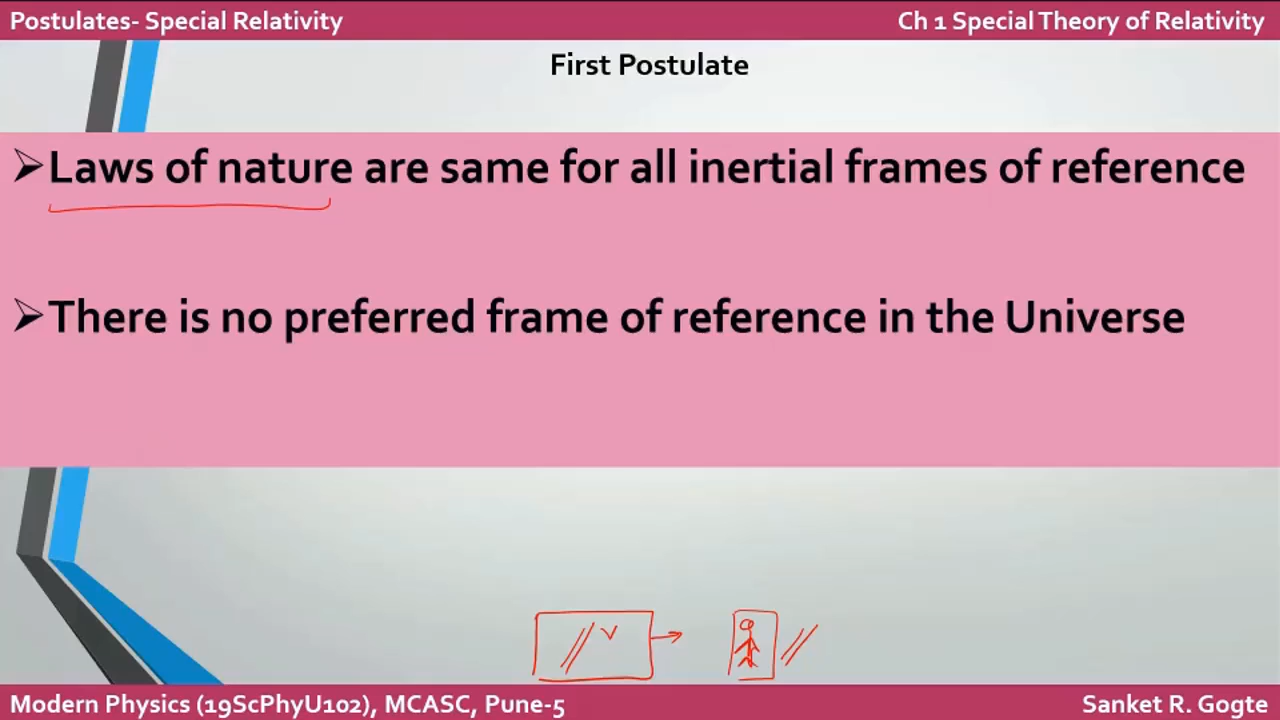 Postulates- Special Relativity
Ch 1 Special Theory of Relativity
First Postulate
Laws of nature are same for all inertial frames of reference
There is no preferred frame of reference in the Universe
v
Modern Physics (19ScPhyU102), MCASC, Pune-5
Sanket R. Gogte